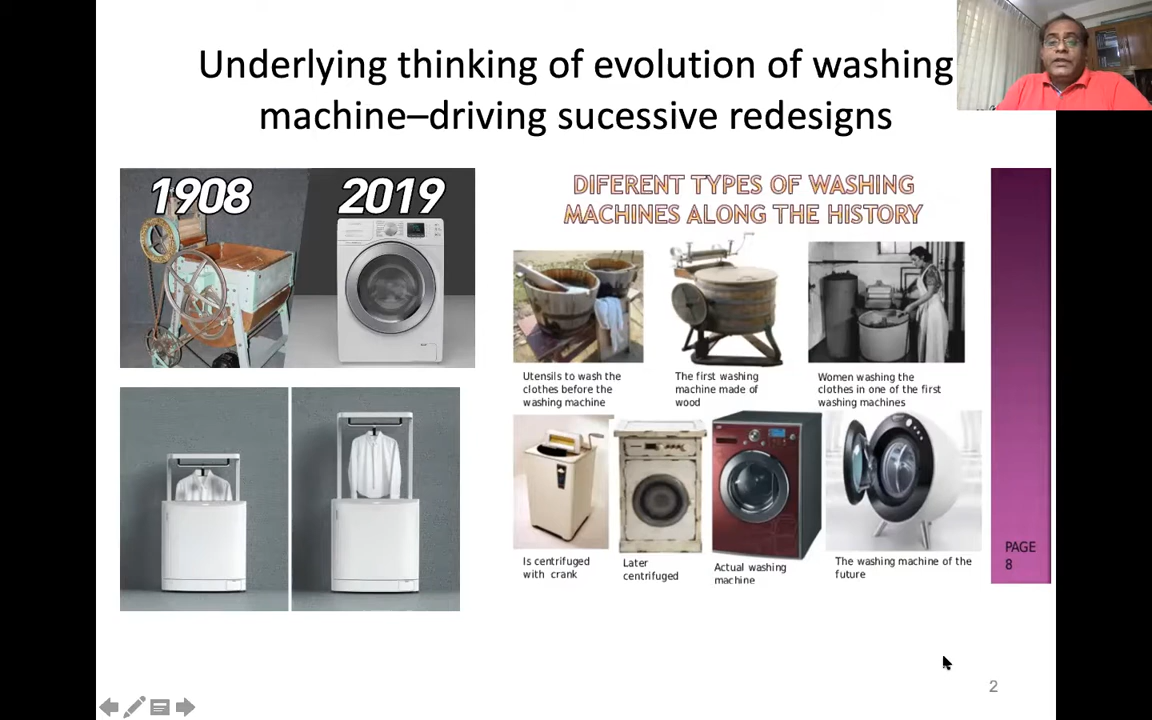 Underlying thinking of evolution of washing
machine–driving sucessive redesigns
1908
2019
DIFERENT TYPES OF WASHING
MACHINES ALONG THE HISTORY
Utensils to wash the
clothes before the
washing machine
The first washing
machine made of
wood
Women washing the
clothes in one of the first
washing machines
Is centrifuged
with crank
Later
centrifuged
Actual washing
machine
The washing machine of the
future
PAGE
8
2